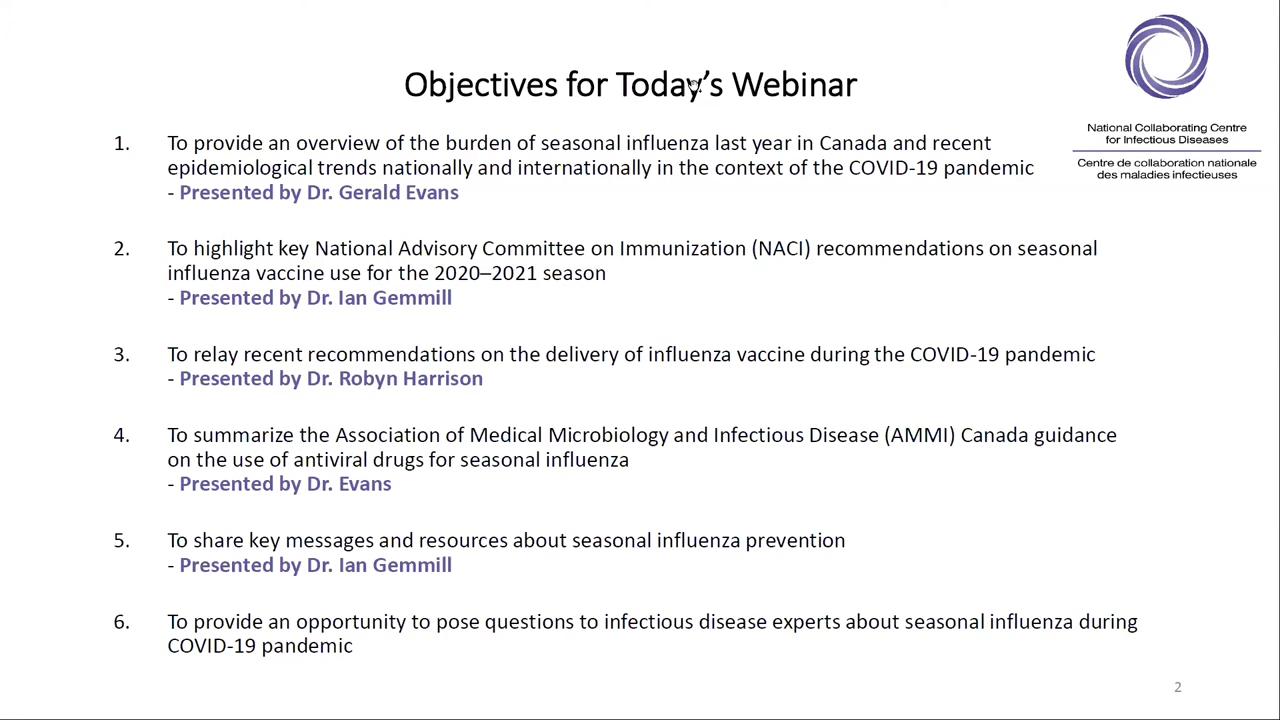 Objectives for Today's Webinar
National Collaborating Centre
for Infectious Diseases
Centre de collaboration nationale
des maladies infectieuses
1. To provide an overview of the burden of seasonal influenza last year in Canada and recent
epidemiological trends nationally and internationally in the context of the COVID-19 pandemic
- Presented by Dr. Gerald Evans
2. To highlight key National Advisory Committee on Immunization (NACI) recommendations on seasonal
influenza vaccine use for the 2020–2021 season
- Presented by Dr. Ian Gemmill
3. To relay recent recommendations on the delivery of influenza vaccine during the COVID-19 pandemic
- Presented by Dr. Robyn Harrison
4. To summarize the Association of Medical Microbiology and Infectious Disease (AMMI) Canada guidance
on the use of antiviral drugs for seasonal influenza
- Presented by Dr. Evans
5. To share key messages and resources about seasonal influenza prevention
- Presented by Dr. Ian Gemmill
6. To provide an opportunity to pose questions to infectious disease experts about seasonal influenza during
COVID-19 pandemic
2